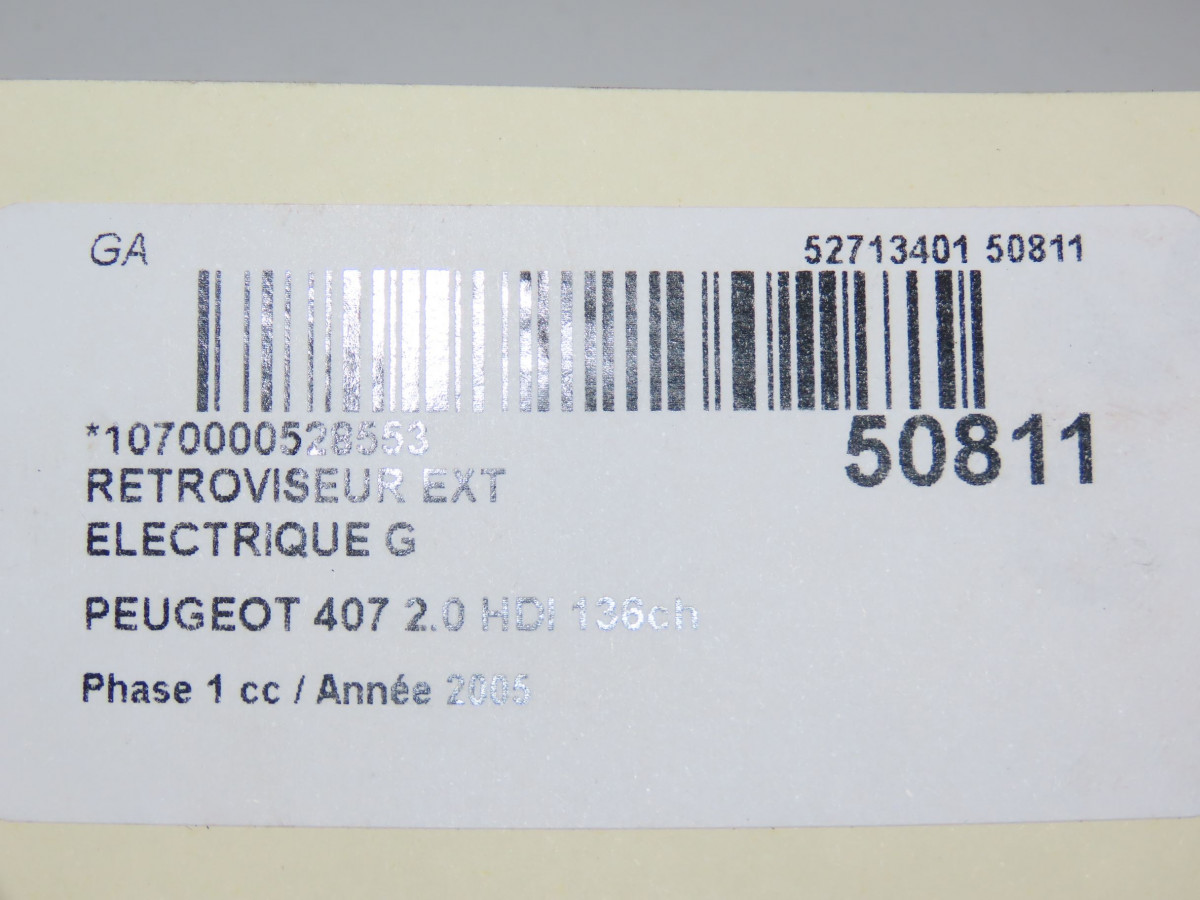 GA
52713401 50811
*1070000528553
50811
RETROVISEUR EXT
ELECTRIQUE G
PEUGEOT 407 2.0 HDI 136ch
Phase 1 cc / Année 2005